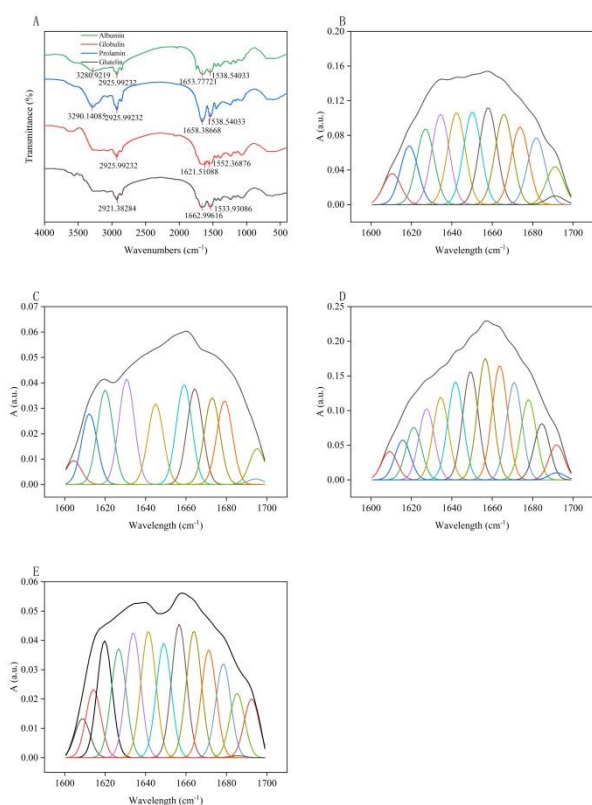 A
Albumin
Globulin
Prolamin
Glutelin
3280.9219
2925.99232
1653.77721
1538.54033
3290.14085
2925.99232
1658.38668
1538.54033
2925.99232
1621.51088
1552.36876
2921.38284
1662.99616
1533.93086
Transmittance (%)
4000 3500 3000 2500 2000 1500 1000 500
Wavenumbers (cm⁻¹)
B
A (a.u.)
0.20
0.16
0.12
0.08
0.04
0.00
1600 1620 1640 1660 1680 1700
Wavelength (cm⁻¹)
C
A (a.u.)
0.07
0.06
0.05
0.04
0.03
0.02
0.01
0.00
1600 1620 1640 1660 1680 1700
Wavelength (cm⁻¹)
D
A (a.u.)
0.25
0.20
0.15
0.10
0.05
0.00
1600 1620 1640 1660 1680 1700
Wavelength (cm⁻¹)
E
A (a.u.)
0.06
0.05
0.04
0.03
0.02
0.01
0.00
1600 1620 1640 1660 1680 1700
Wavelength (cm⁻¹)